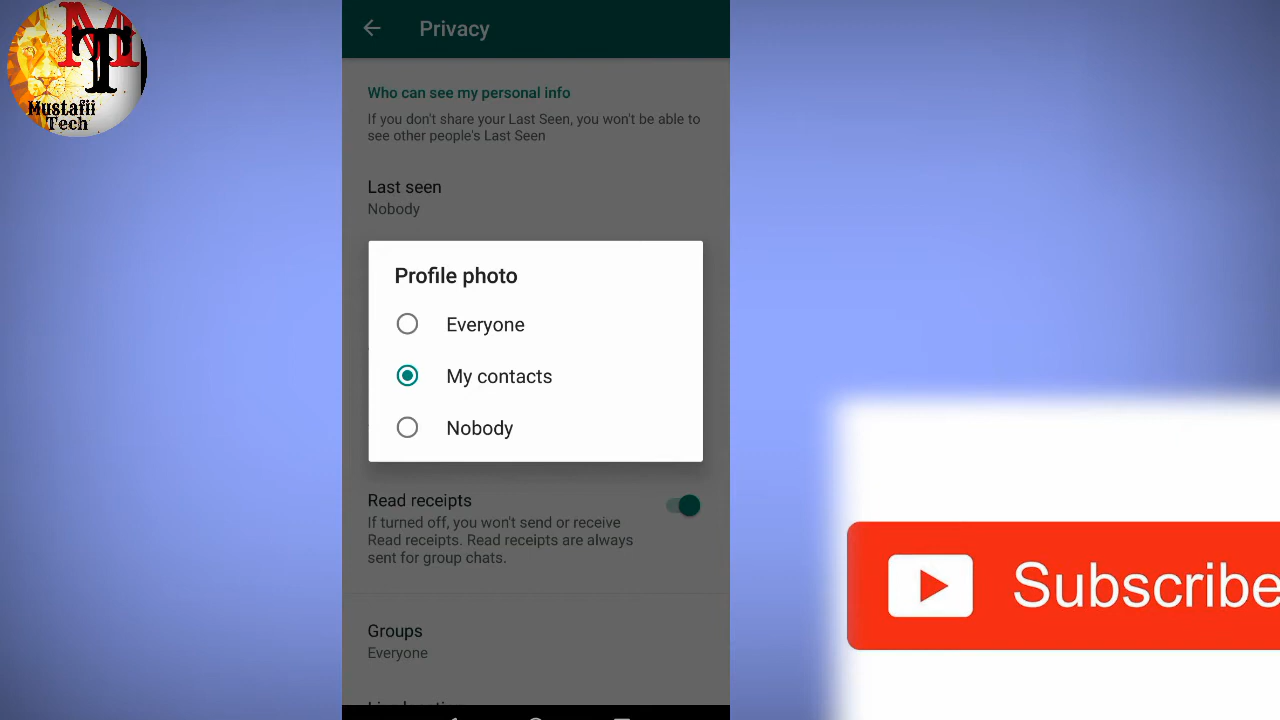 MT
Mustafii
Tech
Privacy
Who can see my personal info
If you don't share your Last Seen, you won't be able to
see other people's Last Seen
Last seen
Nobody
Profile photo
Everyone
My contacts
Nobody
Read receipts
If turned off, you won't send or receive
Read receipts. Read receipts are always
sent for group chats.
Groups
Everyone
Subscribe